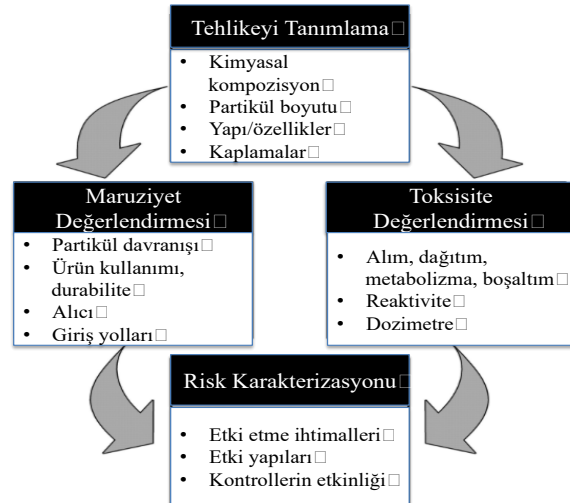 Tehlikeyi Tanımlama
• Kimyasal
kompozisyon
• Partikül boyutu
• Yapı/özellikler
• Kaplamalar
Maruziyet
Değerlendirmesi
• Partikül davranışı
• Ürün kullanımı,
durabilite
• Alıcı
• Giriş yolları
Toksisite
Değerlendirmesi
• Alım, dağıtım,
metabolizma, boşaltım
• Reaktivite
• Dozimetre
Risk Karakterizasyonu
• Etki etme ihtimalleri
• Etki yapıları
• Kontrollerin etkinliği